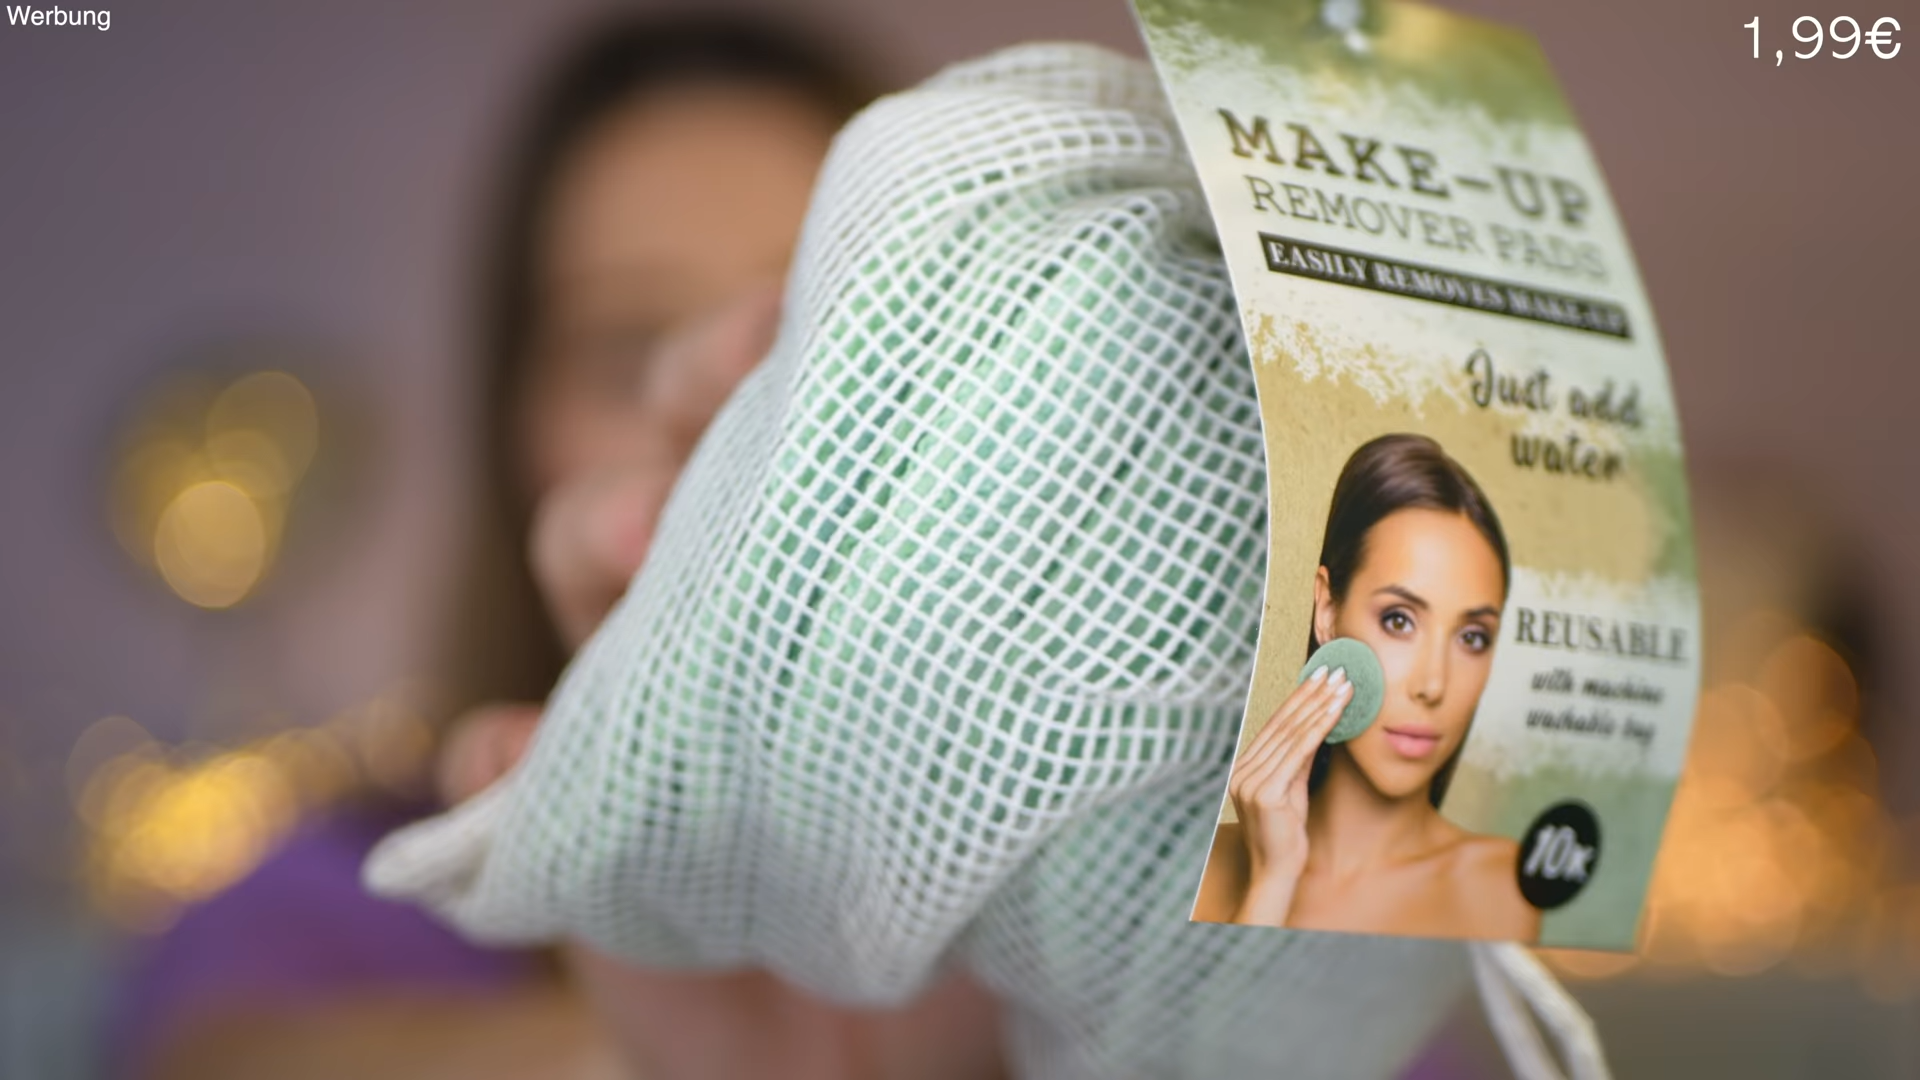 Werbung
1,99€
MAKE-UP
REMOVER PADS
EASILY REMOVES MAKE-UP
Just add
water
REUSABLE
with machine
washable bag
10x